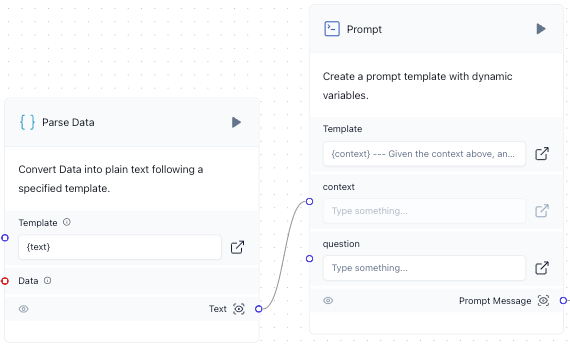 Parse Data
Convert Data into plain text following a
specified template.
Template
{text}
Data
Text
Prompt
Create a prompt template with dynamic
variables.
Template
{context} --- Given the context above, an...
context
Type something...
question
Type something...
Prompt Message